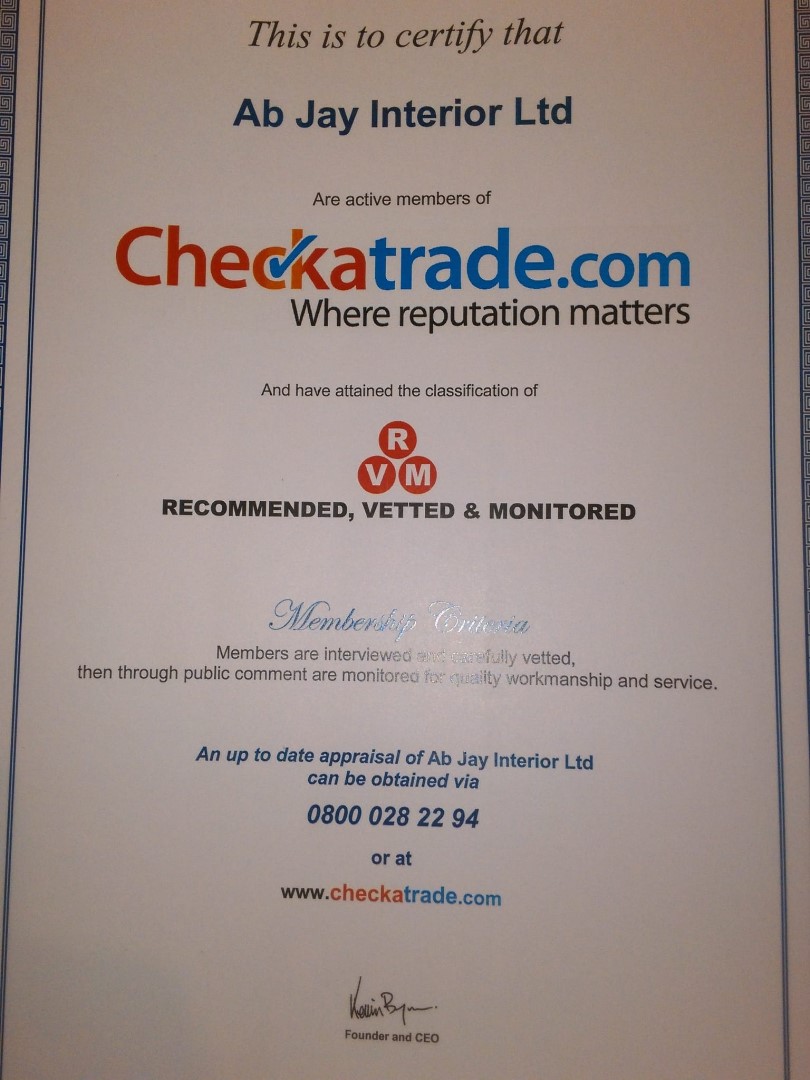 This is to certify that
Ab Jay Interior Ltd
Are active members of
Checkatrade.com
Where reputation matters
And have attained the classification of
R
V M
RECOMMENDED, VETTED & MONITORED
Membership Criteria
Members are interviewed and carefully vetted,
then through public comment are monitored for quality workmanship and service.
An up to date appraisal of Ab Jay Interior Ltd
can be obtained via
0800 028 22 94
or at
www.checkatrade.com
Kevin Byrne
Founder and CEO